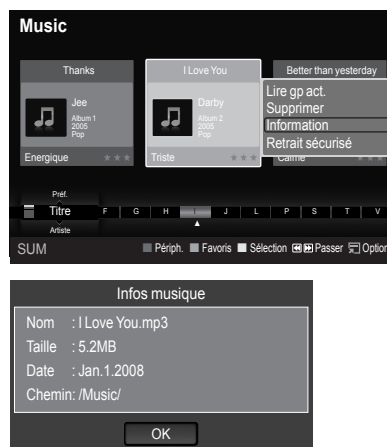 Music
Thanks
I Love You
Better than yesterday
Jee
Album 1
2005
Pop
Darby
Album 2
2005
Pop
Lire gp act.
Supprimer
Information
Retrait sécurisé
Energique
Triste
Calme
Préf.
Titre
F G H I J L P S T V
Artiste
SUM
Périph. Favoris Sélection Passer Option
Infos musique
Nom : I Love You.mp3
Taille : 5.2MB
Date : Jan.1.2008
Chemin: /Music/
OK